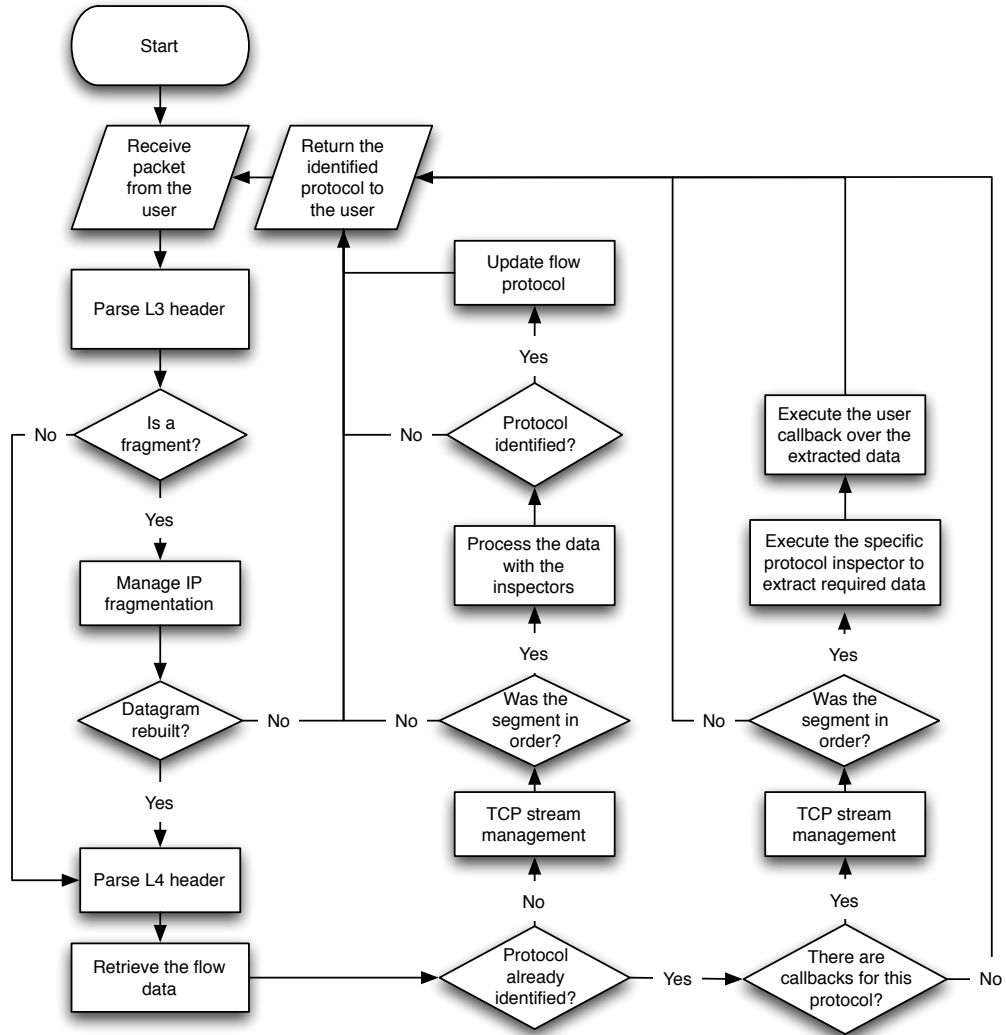 Start
Receive
packet
from the
user
Return the
identified
protocol to
the user
Parse L3 header
Update flow
protocol
Yes
Is a
fragment?
No
Protocol
identified?
No
Execute the user
callback over the
extracted data
Yes
Process the data
with the
inspectors
Execute the specific
protocol inspector to
extract required data
Manage IP
fragmentation
Yes
Yes
Datagram
rebuilt?
No
No
Was the
segment in
order?
No
Was the
segment in
order?
Yes
TCP stream
management
TCP stream
management
Parse L4 header
No
Yes
Retrieve the flow
data
Protocol
already
identified?
Yes
There are
callbacks for this
protocol?
No